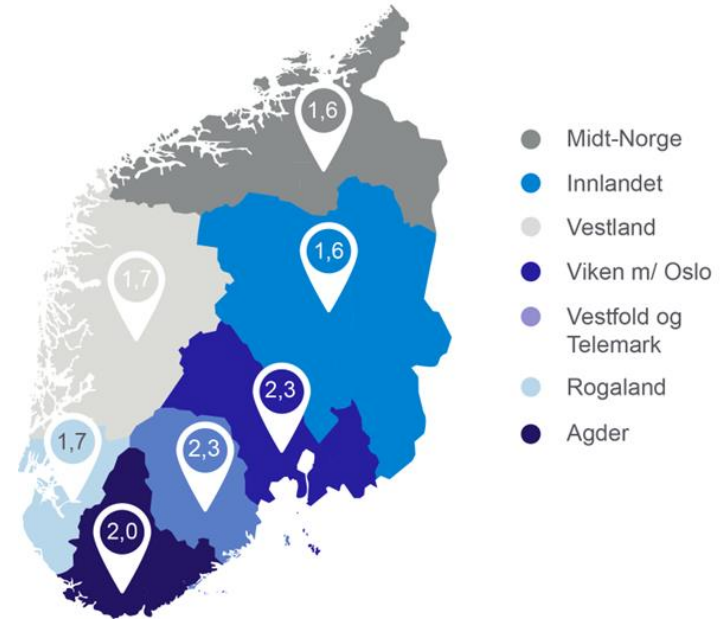 1,6
1,6
1,7
2,3
1,7
2,3
2,0
Midt-Norge
Innlandet
Vestland
Viken m/ Oslo
Vestfold og
Telemark
Rogaland
Agder